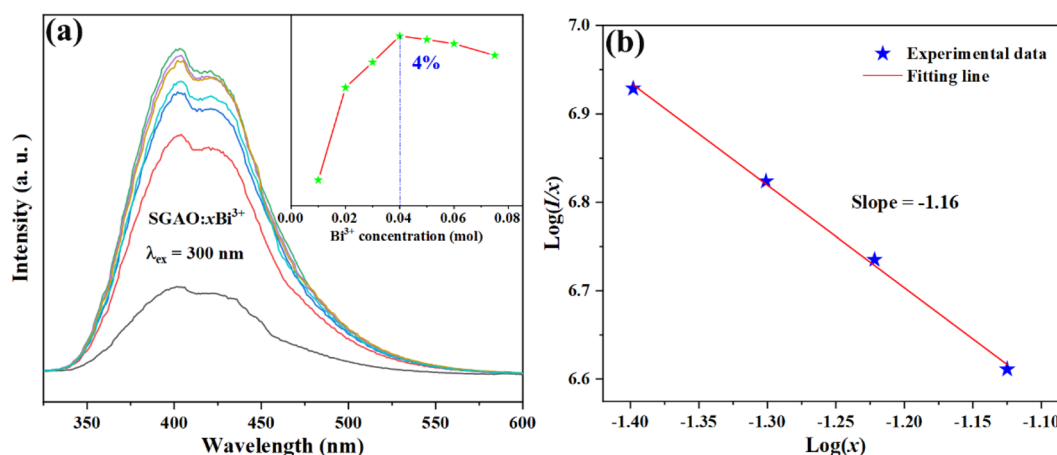 (a)
4%
0.00 0.02 0.04 0.06 0.08
Bi³⁺ concentration (mol)
SGAO:xBi³⁺
λex = 300 nm
Intensity (a. u. )
350 400 450 500 550 600
Wavelength (nm)
(b)
Experimental data
Fitting line
Slope = -1.16
7.0
6.9
6.8
6.7
6.6
Log(I/x)
-1.40 -1.35 -1.30 -1.25 -1.20 -1.15 -1.10
Log(x)